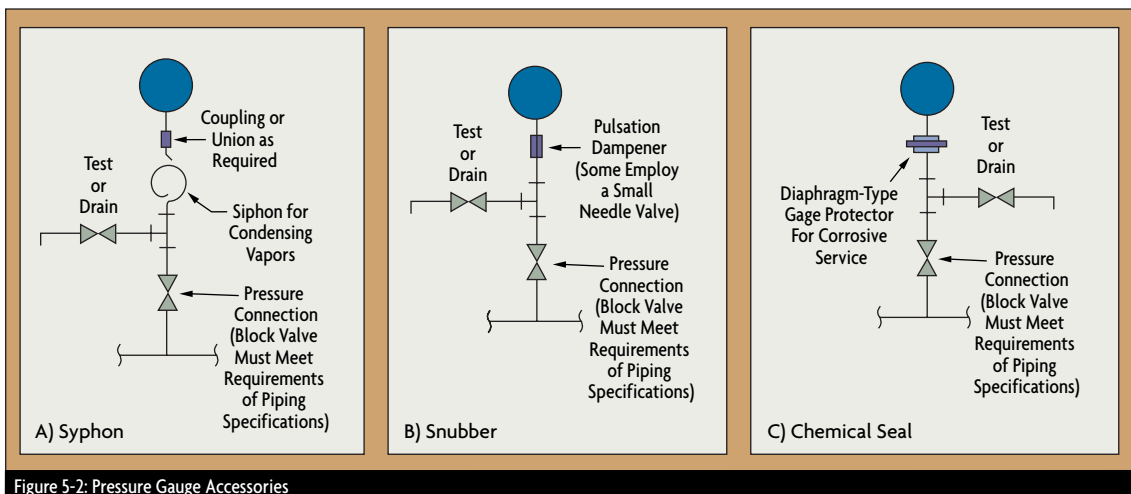 Coupling or
Union as
Required
Test
or
Drain
Siphon for
Condensing
Vapors
Pressure
Connection
(Block Valve
Must Meet
Requirements
of Piping
Specifications)
A) Syphon
Pulsation
Dampener
(Some Employ
a Small
Needle Valve)
Test
or
Drain
Pressure
Connection
(Block Valve
Must Meet
Requirements
of Piping
Specifications)
B) Snubber
Test
or
Drain
Diaphragm-Type
Gage Protector
For Corrosive
Service
Pressure
Connection
(Block Valve
Must Meet
Requirements
of Piping
Specifications)
C) Chemical Seal
Figure 5-2: Pressure Gauge Accessories